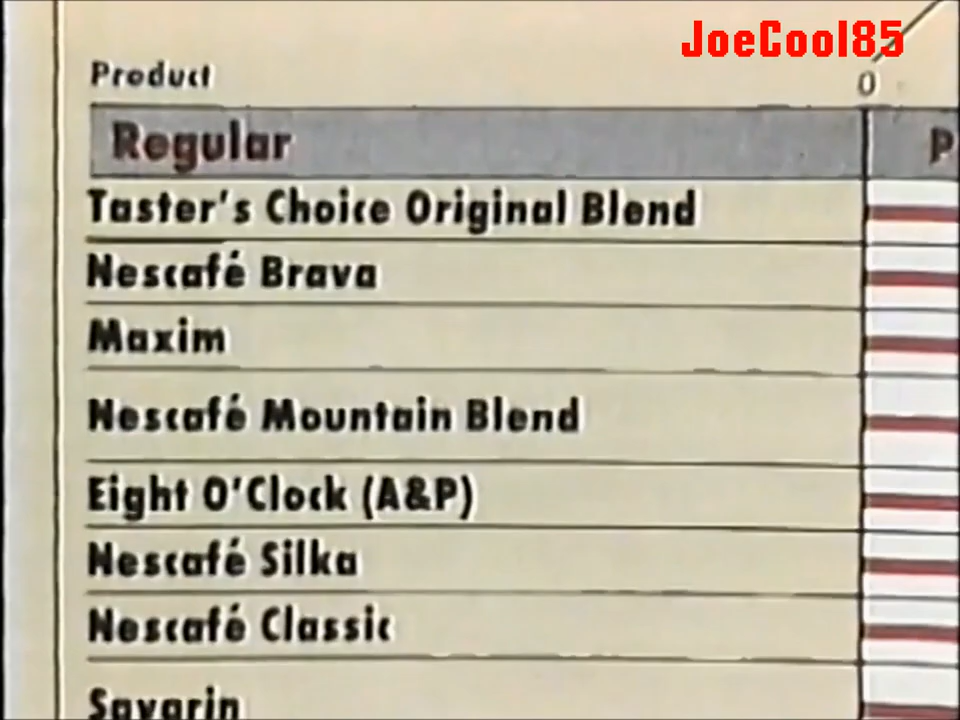 JoeCool85
Product
0
Regular
P
Taster's Choice Original Blend
Nescafé Brava
Maxim
Nescafé Mountain Blend
Eight O'Clock (A&P)
Nescafé Silka
Nescafé Classic
Savarin